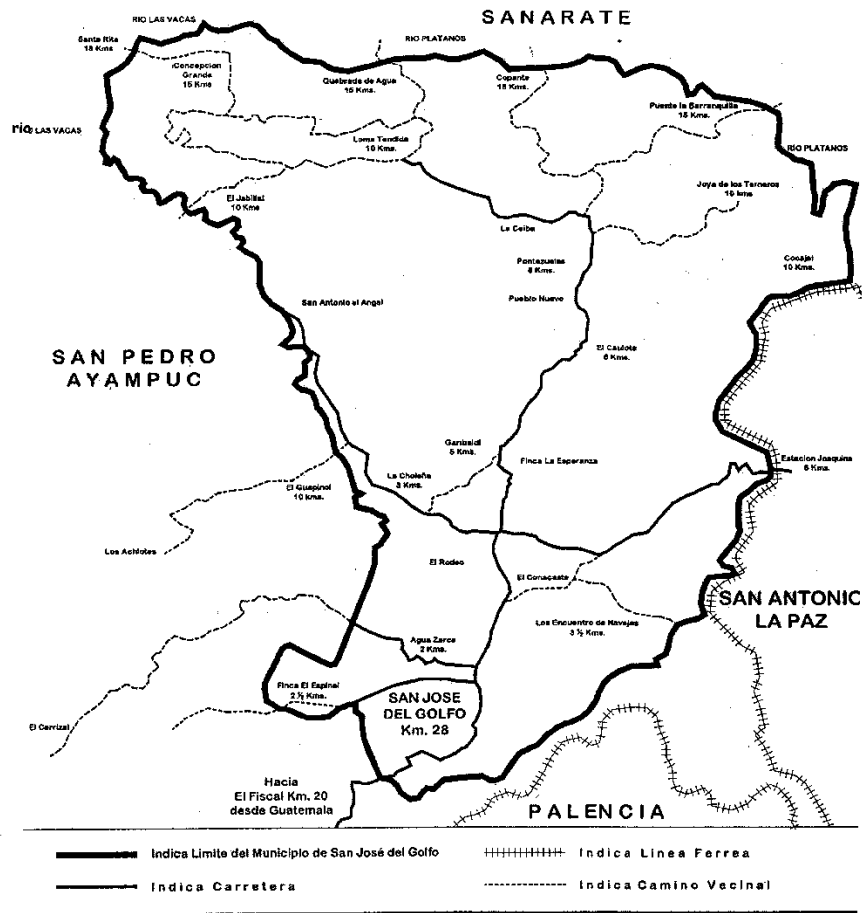 SANARATE
RIO LAS VACAS
RIO PLATANOS
Santa Rita
18 Kms
Concepcion
Grande
15 Kms
Quebrada de Agua
15 Kms.
Copante
18 Kms.
Puente la Barranquilla
15 Kms.
río LAS VACAS
Loma Tendida
10 Kms.
RIO PLATANOS
El Jabillal
10 Kms
Joya de los Terneros
15 kms
La Ceiba
Pontezuelas
8 Kms.
Cocajal
10 Kms.
San Antonio el Angel
Pueblo Nuevo
SAN PEDRO
AYAMPUC
El Caulote
6 Kms.
Garibaldi
5 Kms.
Finca La Esperanza
Estacion Joaquina
6 Kms.
La Choleña
3 Kms.
El Guapinol
10 kms.
Los Achiotes
El Rodeo
El Conacaste
SAN ANTONIO
LA PAZ
Los Encuentro de Navajas
3 ½ Kms.
Agua Zarca
2 Kms.
Finca El Espinal
2 ½ Kms.
SAN JOSE
DEL GOLFO
Km. 28
El Carrizal
Hacia
El Fiscal Km. 20
desde Guatemala
PALENCIA
Indica Limite del Municipio de San José del Golfo
Indica Linea Ferrea
Indica Carretera
Indica Camino Vecinal